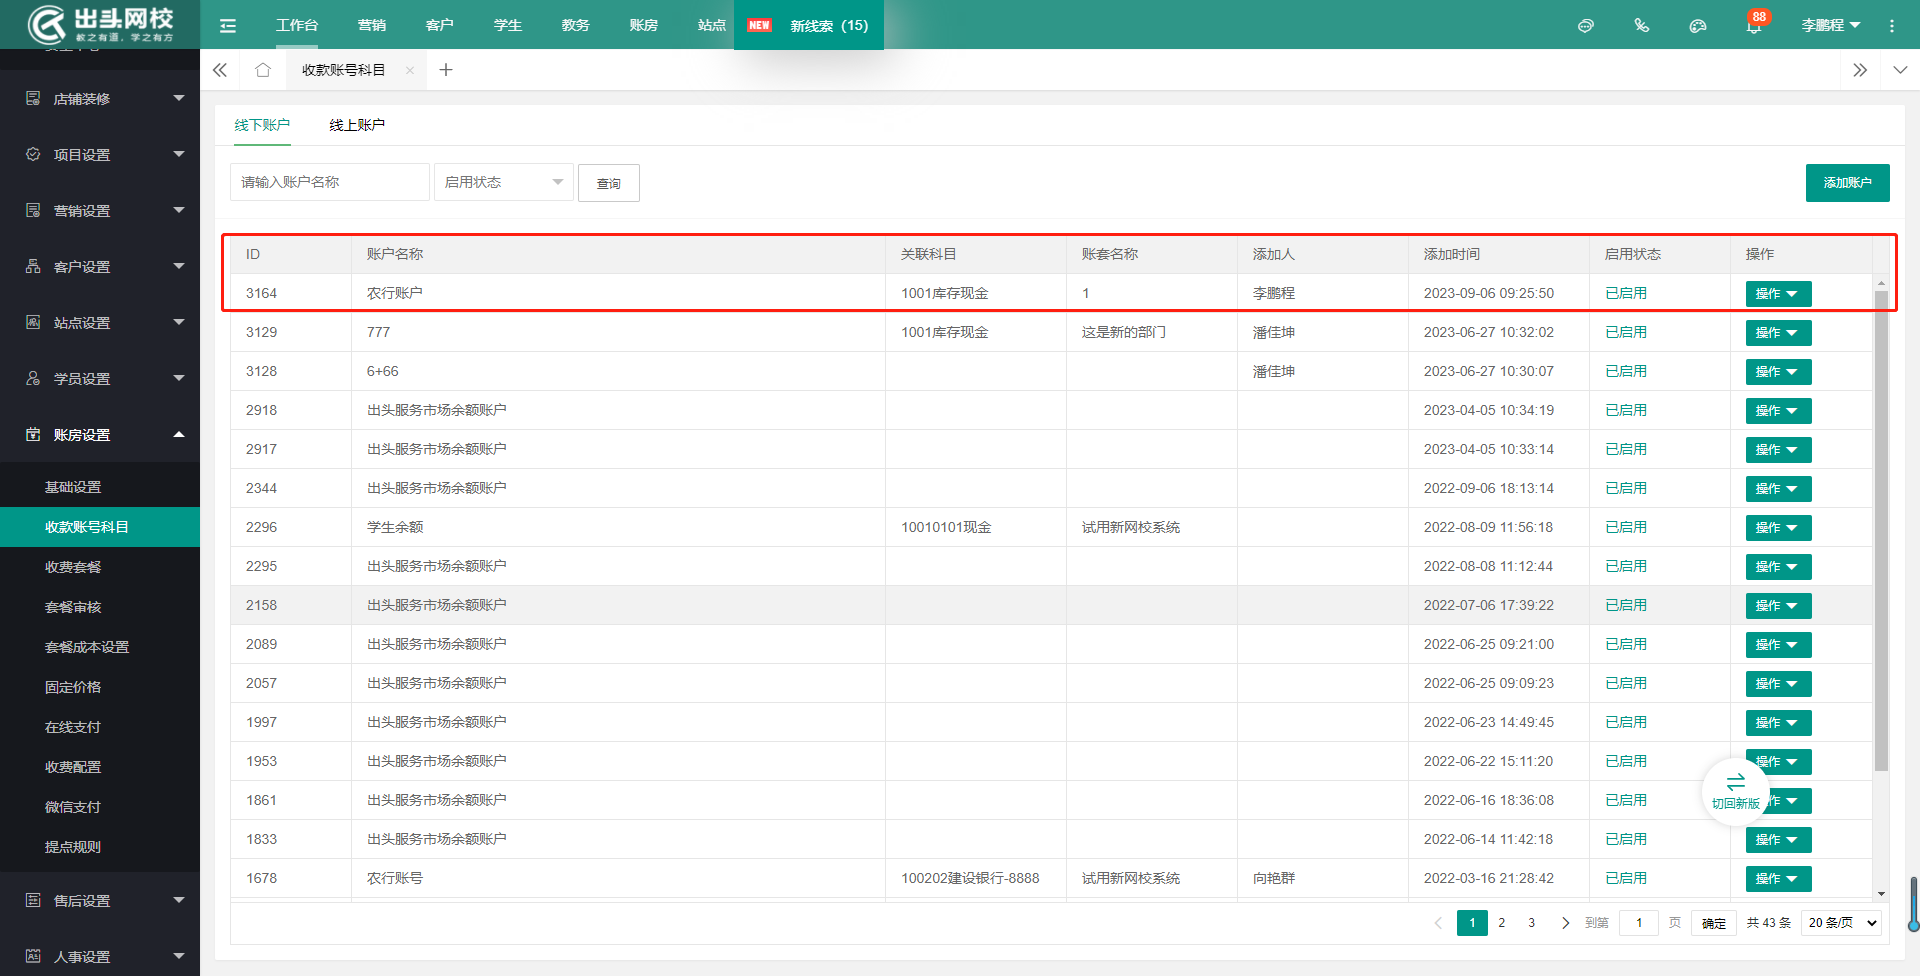 出头网校
教之有道，学之有方
工作台 营销 客户 学生 教务 账房 站点 NEW 新线索（15） 88 李鹏程
收款账号科目
店铺装修
项目设置
营销设置
客户设置
站点设置
学员设置
账房设置
基础设置
收款账号科目
收费套餐
套餐审核
套餐成本设置
固定价格
在线支付
收费配置
微信支付
提点规则
售后设置
人事设置
线下账户 线上账户
请输入账户名称 启用状态 查询 添加账户
ID 账户名称 关联科目 账套名称 添加人 添加时间 启用状态 操作
3164 农行账户 1001库存现金 1 李鹏程 2023-09-06 09:25:50 已启用 操作
3129 777 1001库存现金 这是新的部门 潘佳坤 2023-06-27 10:32:02 已启用 操作
3128 6+66 潘佳坤 2023-06-27 10:30:07 已启用 操作
2918 出头服务市场余额账户 2023-04-05 10:34:19 已启用 操作
2917 出头服务市场余额账户 2023-04-05 10:33:14 已启用 操作
2344 出头服务市场余额账户 2022-09-06 18:13:14 已启用 操作
2296 学生余额 10010101现金 试用新网校系统 2022-08-09 11:56:18 已启用 操作
2295 出头服务市场余额账户 2022-08-08 11:12:44 已启用 操作
2158 出头服务市场余额账户 2022-07-06 17:39:22 已启用 操作
2089 出头服务市场余额账户 2022-06-25 09:21:00 已启用 操作
2057 出头服务市场余额账户 2022-06-25 09:09:23 已启用 操作
1997 出头服务市场余额账户 2022-06-23 14:49:45 已启用 操作
1953 出头服务市场余额账户 2022-06-22 15:11:20 已启用 操作
1861 出头服务市场余额账户 2022-06-16 18:36:08 已启用 作
切回新版
1833 出头服务市场余额账户 2022-06-14 11:42:18 已启用 操作
1678 农行账号 100202建设银行-8888 试用新网校系统 向艳群 2022-03-16 21:28:42 已启用 操作
1 2 3 到第 1 页 确定 共 43 条 20 条/页